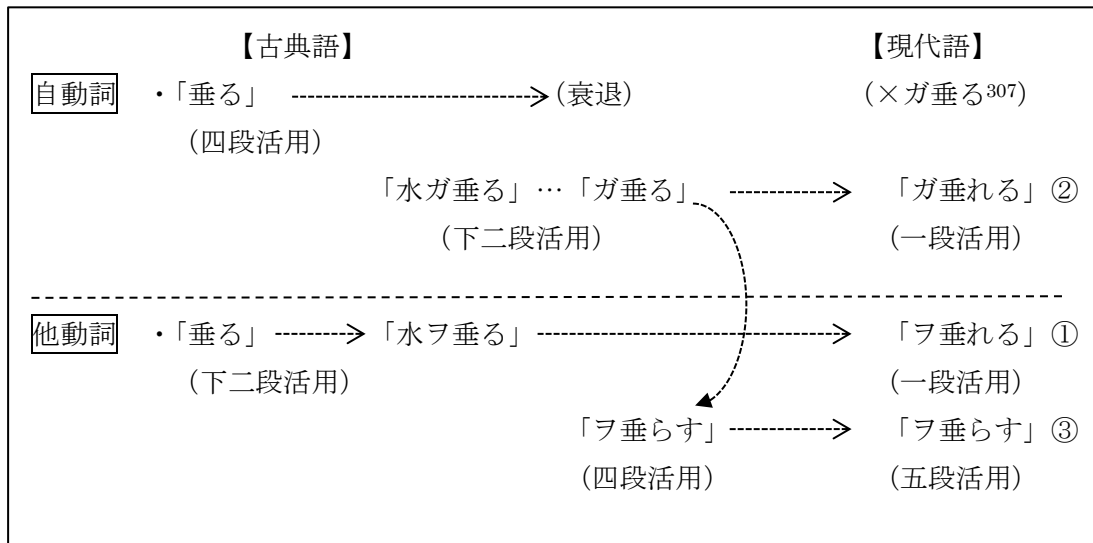 【古典語】 【現代語】
自動詞 ・「垂る」 (衰退) (×ガ垂る307)
(四段活用)
「水ガ垂る」…「ガ垂る」 「ガ垂れる」②
(下二段活用) (一段活用)
他動詞 ・「垂る」 「水ヲ垂る」 「ヲ垂れる」①
(下二段活用) (一段活用)
「ヲ垂らす」 「ヲ垂らす」③
(四段活用) (五段活用)